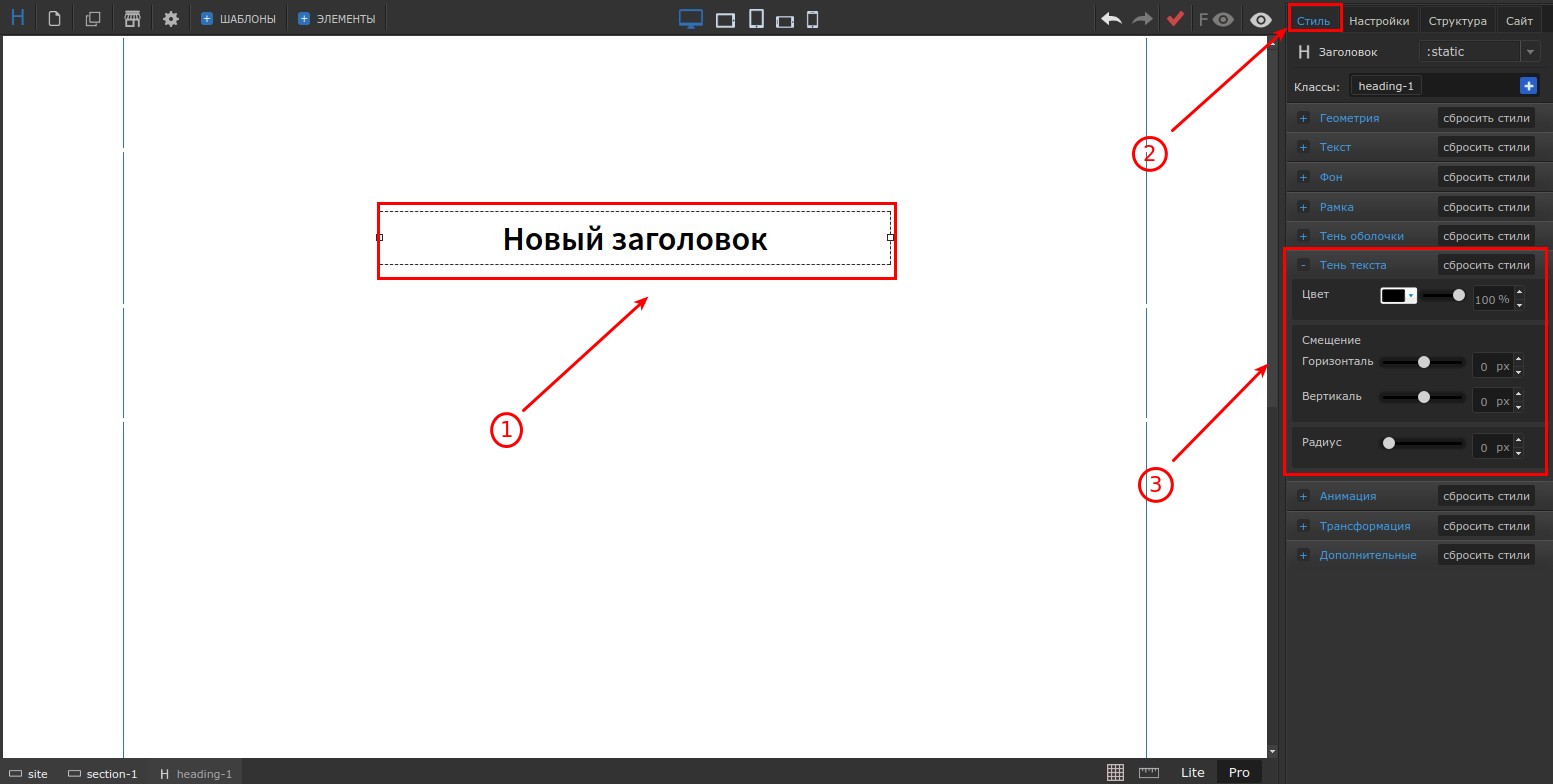 H
ШАБЛОНЫ
ЭЛЕМЕНТЫ
F
Стиль Настройки Структура Сайт
H Заголовок :static
Классы: heading-1
Геометрия сбросить стили
Текст сбросить стили
Фон сбросить стили
Рамка сбросить стили
Тень оболочки сбросить стили
Тень текста сбросить стили
Цвет 100 %
Смещение
Горизонталь 0 px
Вертикаль 0 px
Радиус 0 px
Анимация сбросить стили
Трансформация сбросить стили
Дополнительные сбросить стили
Новый заголовок
1
2
3
site section-1 H heading-1 Lite Pro